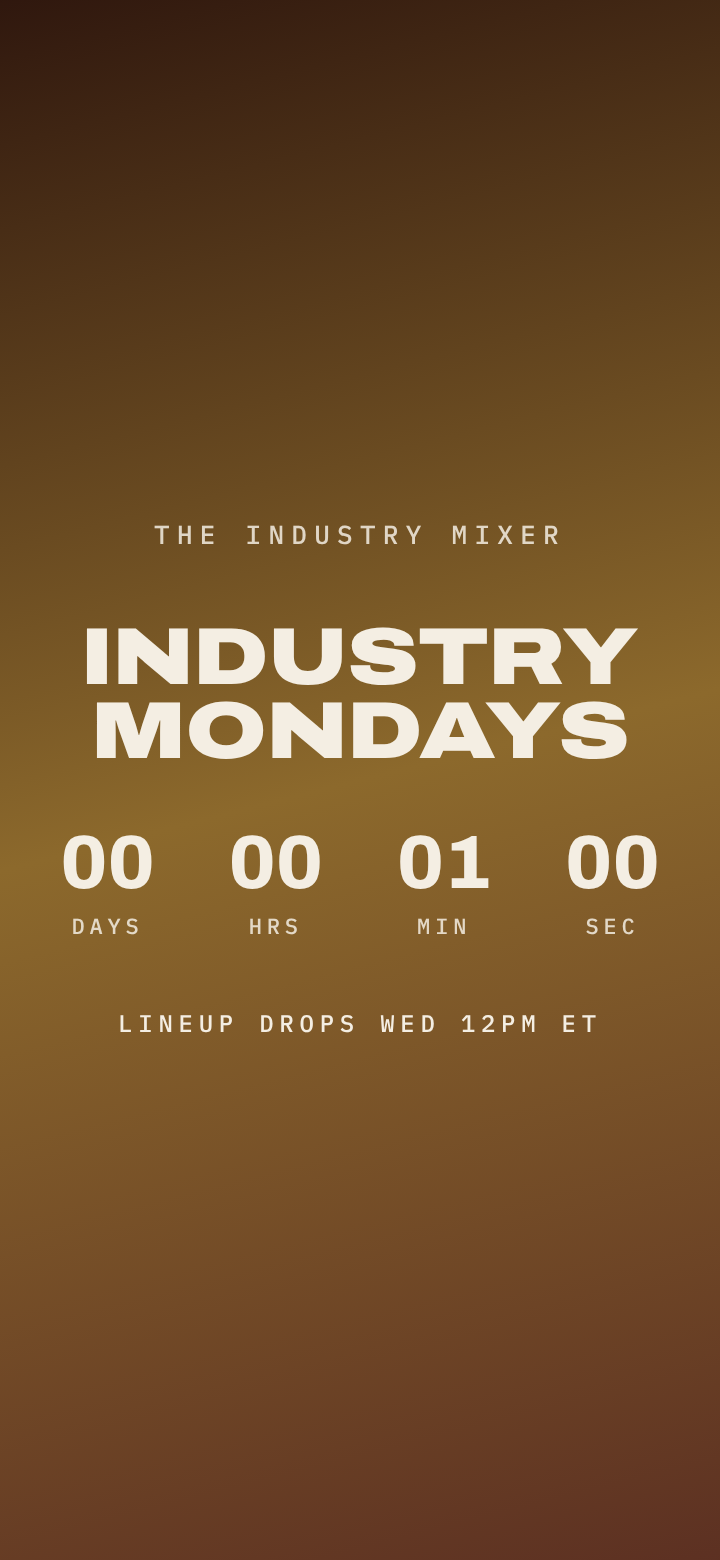 THE INDUSTRY MIXER
INDUSTRY
MONDAYS
00 00 01 00
DAYS HRS MIN SEC
LINEUP DROPS WED 12PM ET